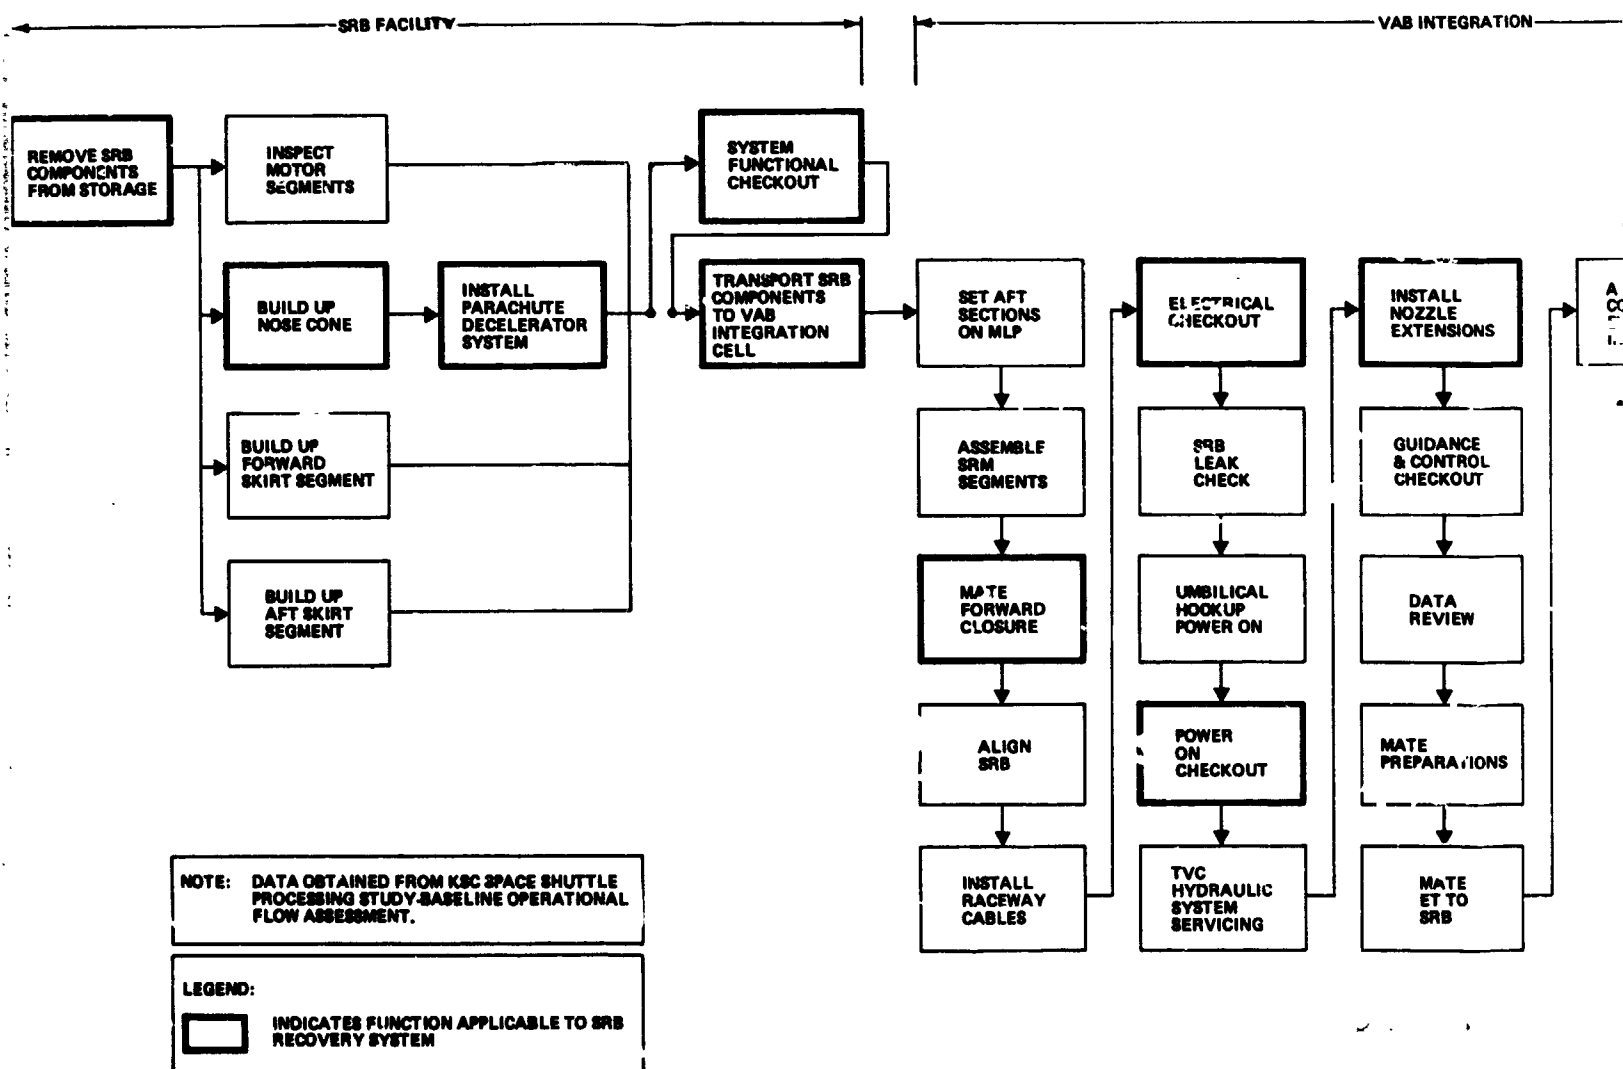 SRB FACILITY
VAB INTEGRATION
REMOVE SRB
COMPONENTS
FROM STORAGE
INSPECT
MOTOR
SEGMENTS
BUILD UP
NOSE CONE
INSTALL
PARACHUTE
DECELERATOR
SYSTEM
BUILD UP
FORWARD
SKIRT SEGMENT
BUILD UP
AFT SKIRT
SEGMENT
SYSTEM
FUNCTIONAL
CHECKOUT
TRANSPORT SRB
COMPONENTS
TO VAB
INTEGRATION
CELL
SET AFT
SECTIONS
ON MLP
ASSEMBLE
SRM
SEGMENTS
MATE
FORWARD
CLOSURE
ALIGN
SRB
INSTALL
RACEWAY
CABLES
ELECTRICAL
CHECKOUT
SRB
LEAK
CHECK
UMBILICAL
HOOKUP
POWER ON
POWER
ON
CHECKOUT
TVC
HYDRAULIC
SYSTEM
SERVICING
INSTALL
NOZZLE
EXTENSIONS
GUIDANCE
& CONTROL
CHECKOUT
DATA
REVIEW
MATE
PREPARATIONS
MATE
ET TO
SRB
A
CO
NOTE: DATA OBTAINED FROM KSC SPACE SHUTTLE
PROCESSING STUDY-BASELINE OPERATIONAL
FLOW ASSESSMENT.
LEGEND:
INDICATES FUNCTION APPLICABLE TO SRB
RECOVERY SYSTEM